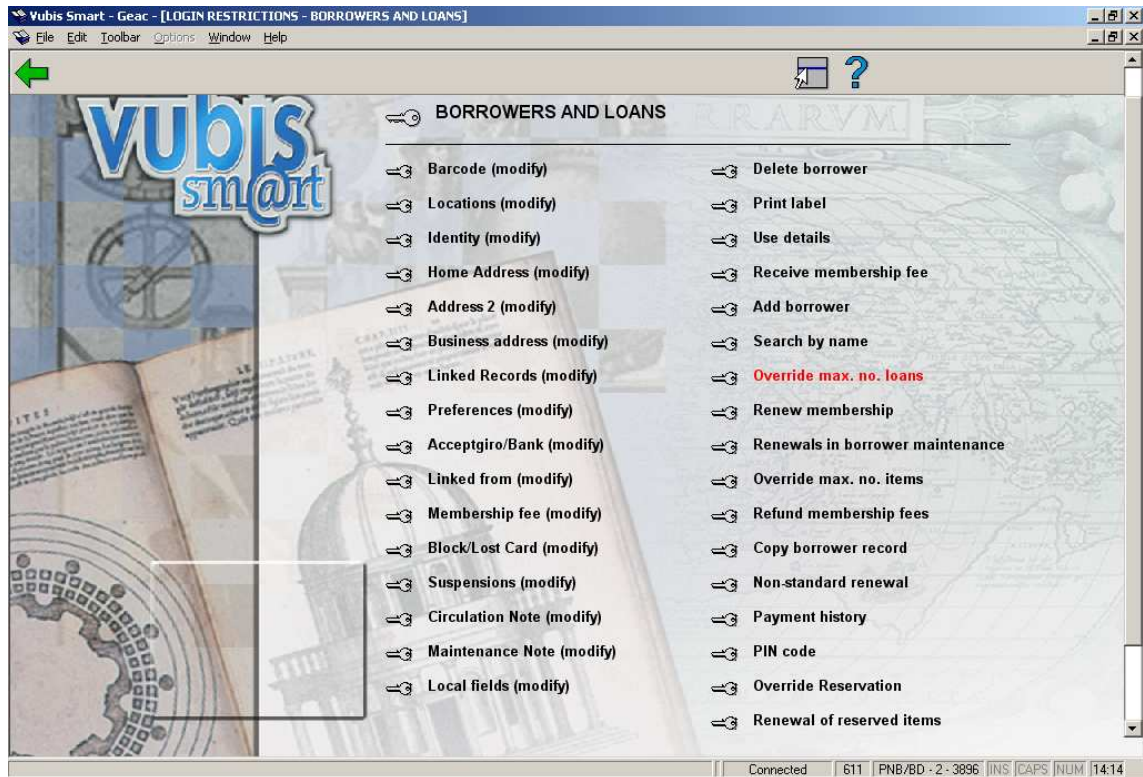 Vubis Smart - Geac - [LOGIN RESTRICTIONS - BORROWERS AND LOANS]
File Edit Toolbar Options Window Help
VUBIS
sm@rt
BORROWERS AND LOANS
Barcode (modify)
Locations (modify)
Identity (modify)
Home Address (modify)
Address 2 (modify)
Business address (modify)
Linked Records (modify)
Preferences (modify)
Acceptgiro/Bank (modify)
Linked from (modify)
Membership fee (modify)
Block/Lost Card (modify)
Suspensions (modify)
Circulation Note (modify)
Maintenance Note (modify)
Local fields (modify)
Delete borrower
Print label
Use details
Receive membership fee
Add borrower
Search by name
Override max. no. loans
Renew membership
Renewals in borrower maintenance
Override max. no. items
Refund membership fees
Copy borrower record
Non-standard renewal
Payment history
PIN code
Override Reservation
Renewal of reserved items
Connected 611 PNB/BD - 2 - 3896 INS CAPS NUM 14:14